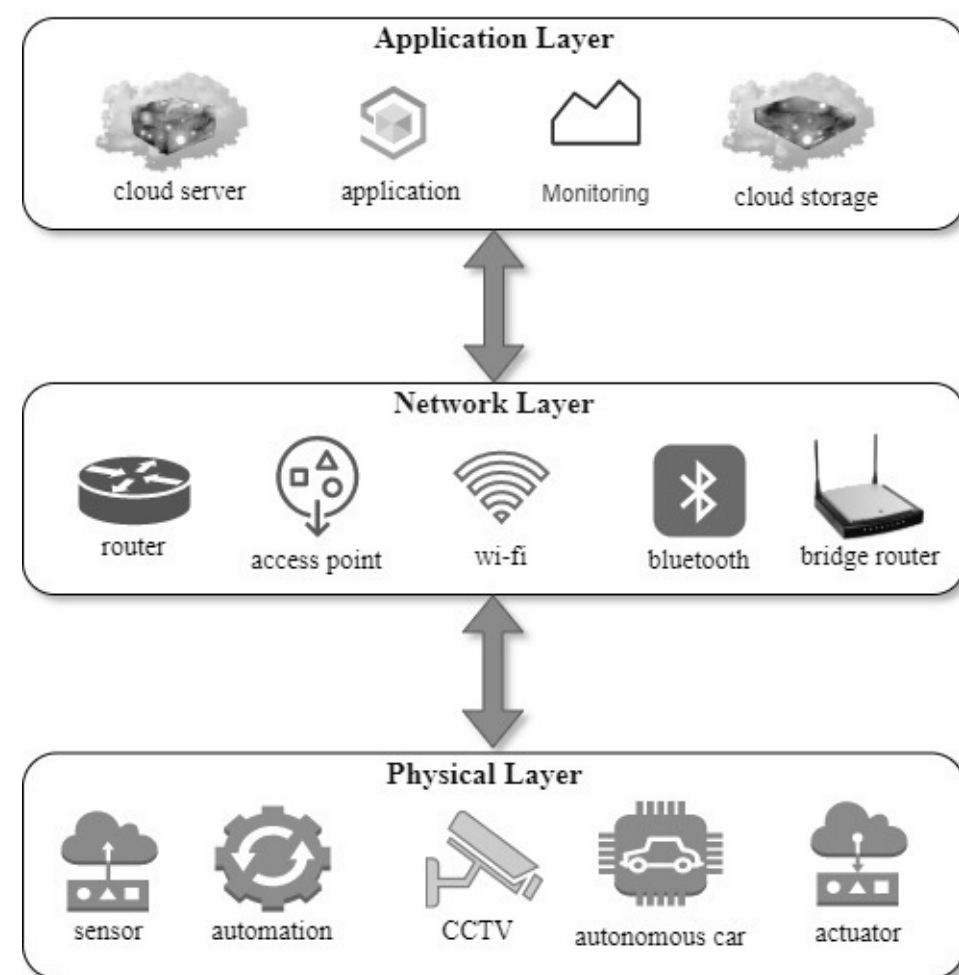 Application Layer
cloud server
application
Monitoring
cloud storage
Network Layer
router
access point
wi-fi
bluetooth
bridge router
Physical Layer
sensor
automation
CCTV
autonomous car
actuator